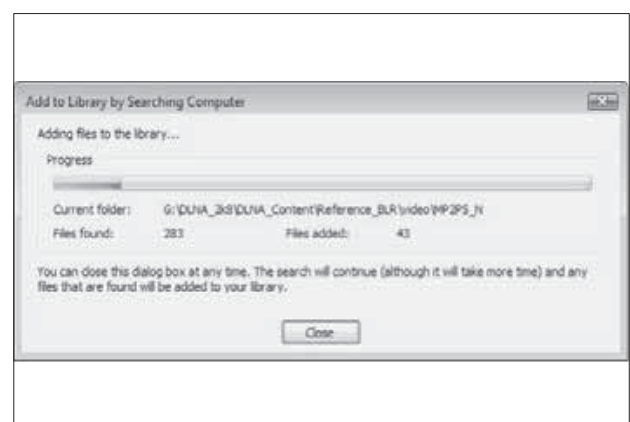 Add to Library by Searching Computer
Adding files to the library...
Progress
Current folder: G:\DLNA_2k8\DLNA_Content\Reference_BLR\video\MP2PS_N
Files found: 283 Files added: 43
You can close this dialog box at any time. The search will continue (although it will take more time) and any
files that are found will be added to your library.
Close